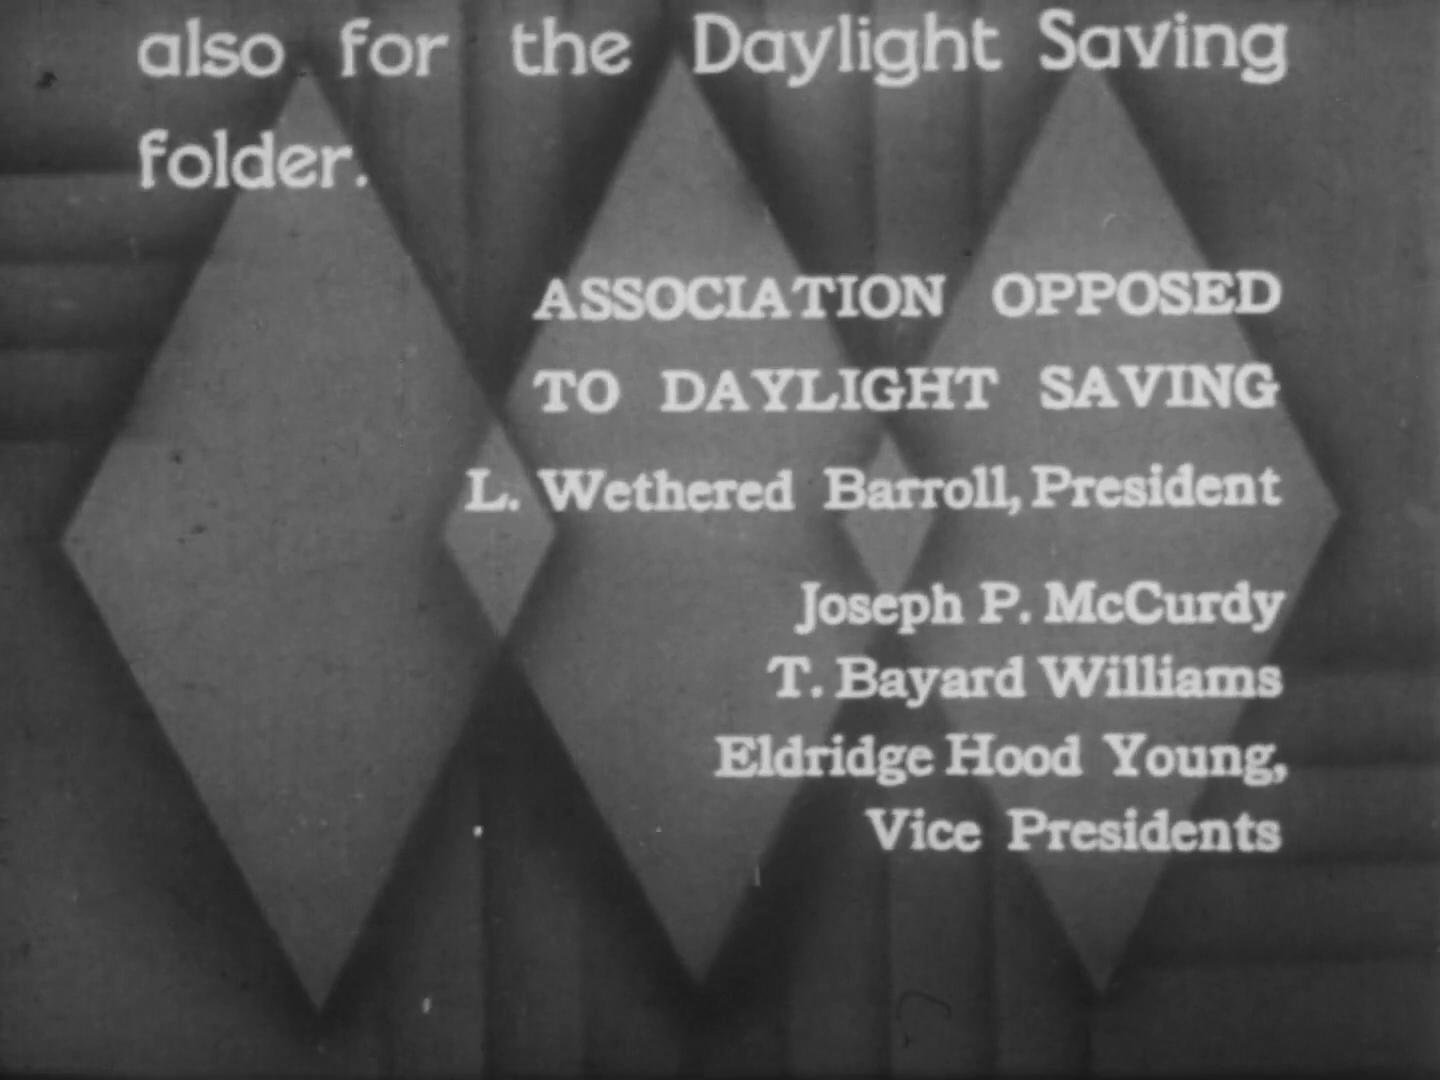 also for the Daylight Saving
folder.
ASSOCIATION OPPOSED
TO DAYLIGHT SAVING
L. Wethered Barroll, President
Joseph P. McCurdy
T. Bayard Williams
Eldridge Hood Young,
Vice Presidents